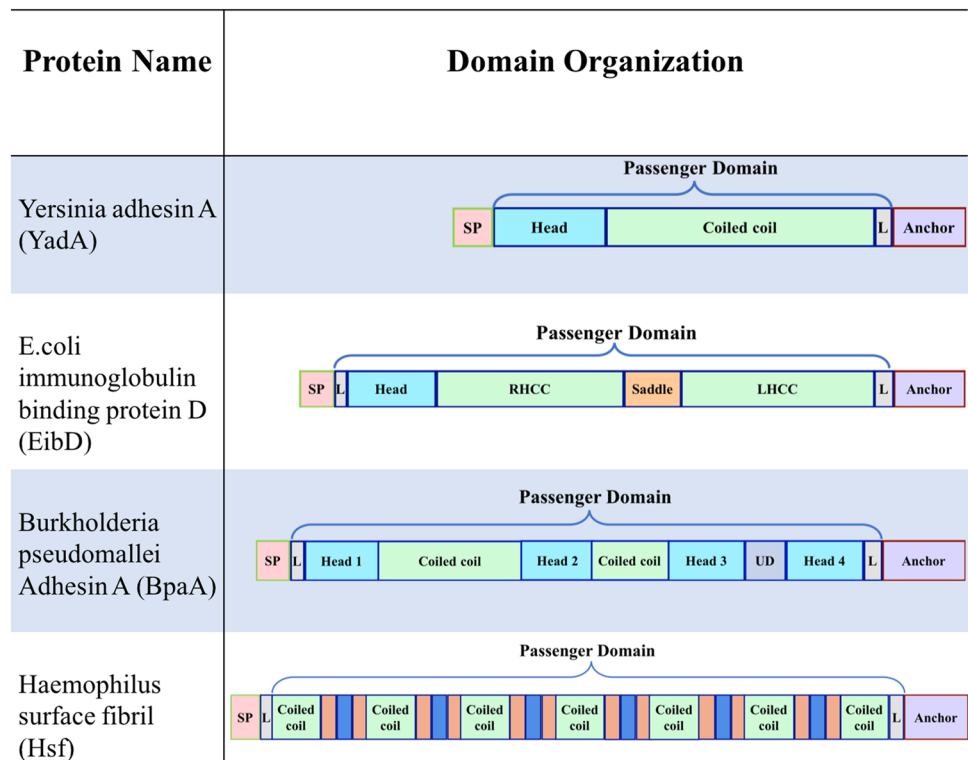 Protein Name
Domain Organization
Yersinia adhesin A
(YadA)
Passenger Domain
SP
Head
Coiled coil
L
Anchor
E.coli
immunoglobulin
binding protein D
(EibD)
Passenger Domain
SP
L
Head
RHCC
Saddle
LHCC
L
Anchor
Burkholderia
pseudomallei
Adhesin A (BpaA)
Passenger Domain
SP
L
Head 1
Coiled coil
Head 2
Coiled coil
Head 3
UD
Head 4
L
Anchor
Haemophilus
surface fibril
(Hsf)
Passenger Domain
SP
L
Coiled
coil
Coiled
coil
Coiled
coil
Coiled
coil
Coiled
coil
Coiled
coil
Coiled
coil
L
Anchor